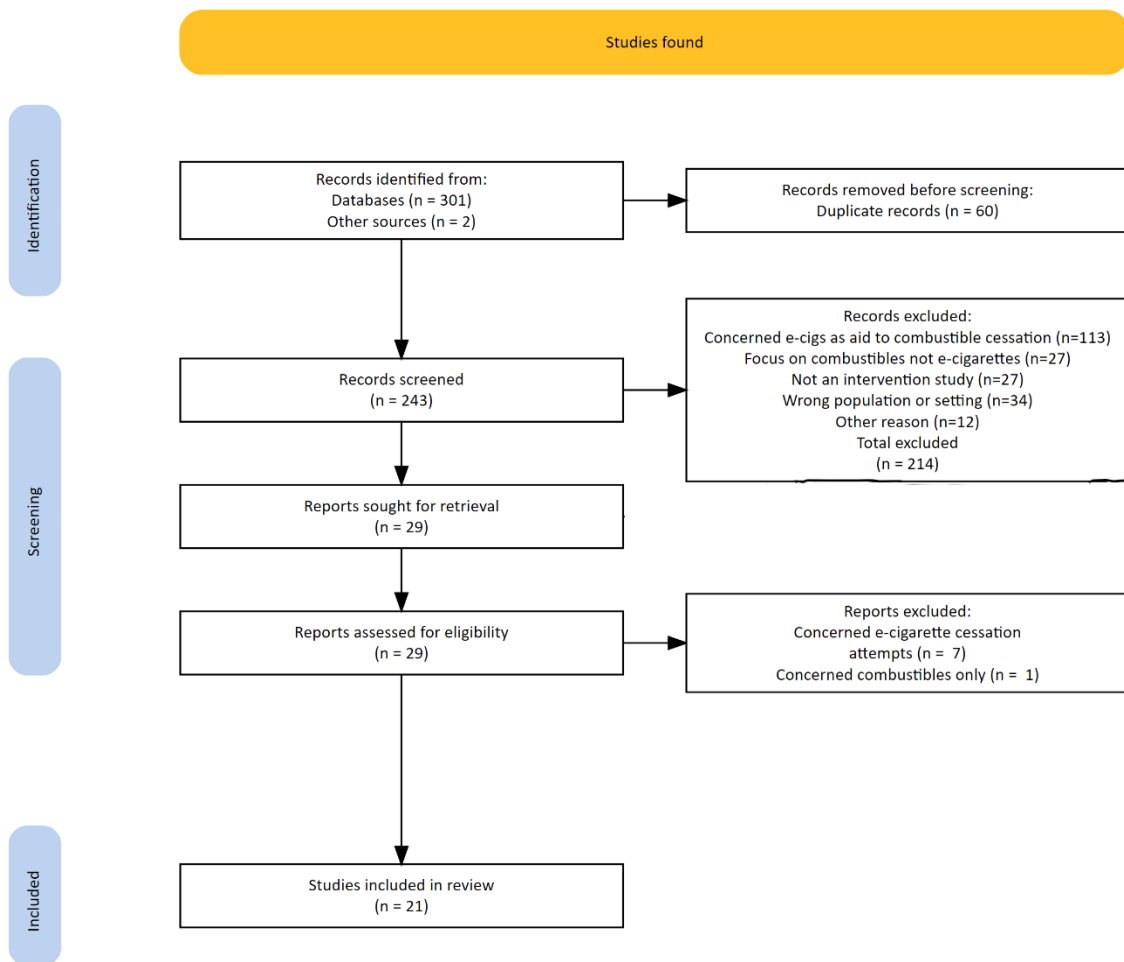 Studies found
Identification
Records identified from:
Databases (n = 301)
Other sources (n = 2)
Records removed before screening:
Duplicate records (n = 60)
Screening
Records screened
(n = 243)
Records excluded:
Concerned e-cigs as aid to combustible cessation (n=113)
Focus on combustibles not e-cigarettes (n=27)
Not an intervention study (n=27)
Wrong population or setting (n=34)
Other reason (n=12)
Total excluded
(n = 214)
Reports sought for retrieval
(n = 29)
Reports assessed for eligibility
(n = 29)
Reports excluded:
Concerned e-cigarette cessation
attempts (n =  7)
Concerned combustibles only (n =  1)
Included
Studies included in review
(n = 21)